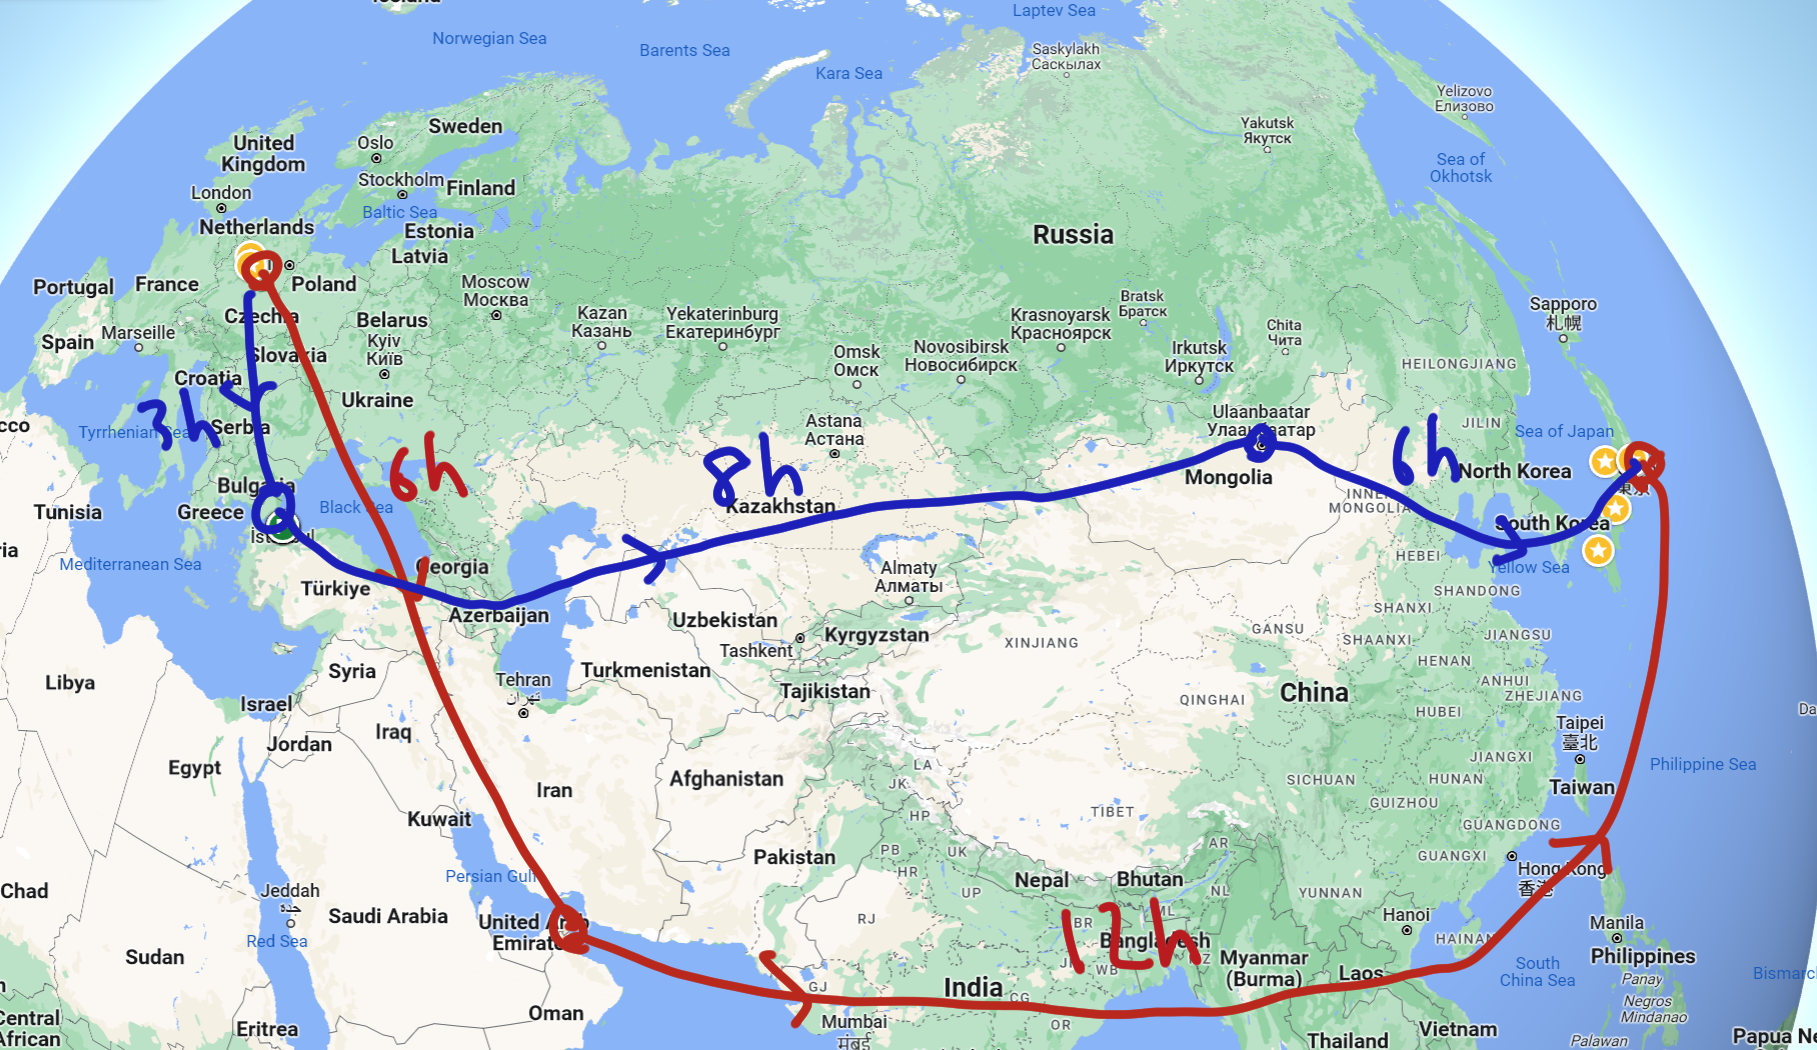 Iceland
Laptev Sea
Norwegian Sea
Barents Sea
Kara Sea
Saskylakh
Саскылах
Yelizovo
Елизово
Sweden
Oslo
United
Kingdom
Yakutsk
Якутск
Sea of
Okhotsk
Stockholm
Finland
London
Baltic Sea
Netherlands
Estonia
Russia
Latvia
Portugal
France
Poland
Moscow
Москва
Bratsk
Братск
Sapporo
札幌
Czechia
Belarus
Kazan
Казань
Yekaterinburg
Екатеринбург
Krasnoyarsk
Красноярск
Chita
Чита
Spain
Marseille
Slovakia
Kyiv
Київ
Omsk
Омск
Novosibirsk
Новосибирск
Irkutsk
Иркутск
HEILONGJIANG
Croatia
Ukraine
3h
Tyrrhenian Sea
Serbia
Astana
Астана
Ulaanbaatar
Улаанбаатар
JILIN
Sea of Japan
6h
8h
6h
Bulgaria
Mongolia
North Korea
東京
Tunisia
Greece
Black Sea
Kazakhstan
INNER
MONGOLIA
South Korea
Istanbul
Mediterranean Sea
Georgia
HEBEI
Yellow Sea
Türkiye
Almaty
Алматы
SHANDONG
Azerbaijan
Uzbekistan
Kyrgyzstan
SHANXI
Tashkent
XINJIANG
GANSU
SHAANXI
JIANGSU
Syria
Turkmenistan
HENAN
Libya
Tehran
تهران
Tajikistan
China
ANHUI
ZHEJIANG
Israel
QINGHAI
HUBEI
Jordan
Iraq
Taipei
臺北
Egypt
LA
JIANGXI
Philippine Sea
Afghanistan
JK
SICHUAN
HUNAN
Taiwan
Iran
HP
TIBET
GUIZHOU
Kuwait
GUANGDONG
Pakistan
PB
UK
AR
GUANGXI
Persian Gulf
HR
Nepal
Bhutan
Hong Kong
香港
Chad
Jeddah
جدة
UP
NL
YUNNAN
Saudi Arabia
United Arab
Emirates
RJ
12h
BR
ML
Hanoi
Manila
Red Sea
Bangladesh
HAINAN
Sudan
WB
Myanmar
(Burma)
Philippines
South
China Sea
Laos
Panay
India
GJ
CG
Negros
Mindanao
Oman
Mumbai
मुंबई
OR
Central
African
Eritrea
Thailand
Vietnam
Palawan